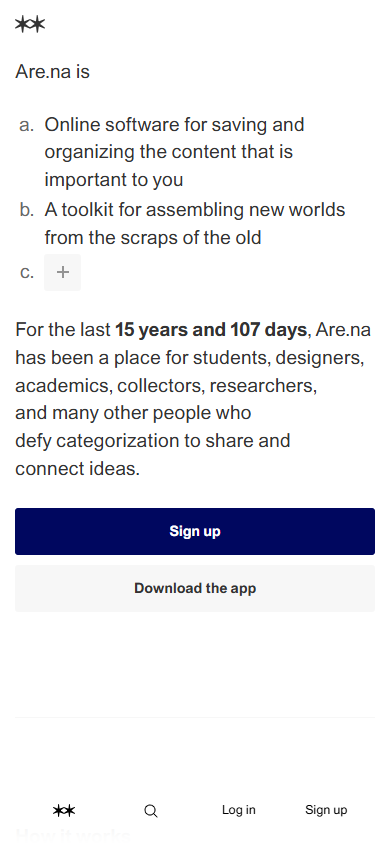 Are.na is
a. Online software for saving and
organizing the content that is
important to you
b. A toolkit for assembling new worlds
from the scraps of the old
c. +
For the last 15 years and 107 days, Are.na
has been a place for students, designers,
academics, collectors, researchers,
and many other people who
defy categorization to share and
connect ideas.
Sign up
Download the app
Log in Sign up
How it works